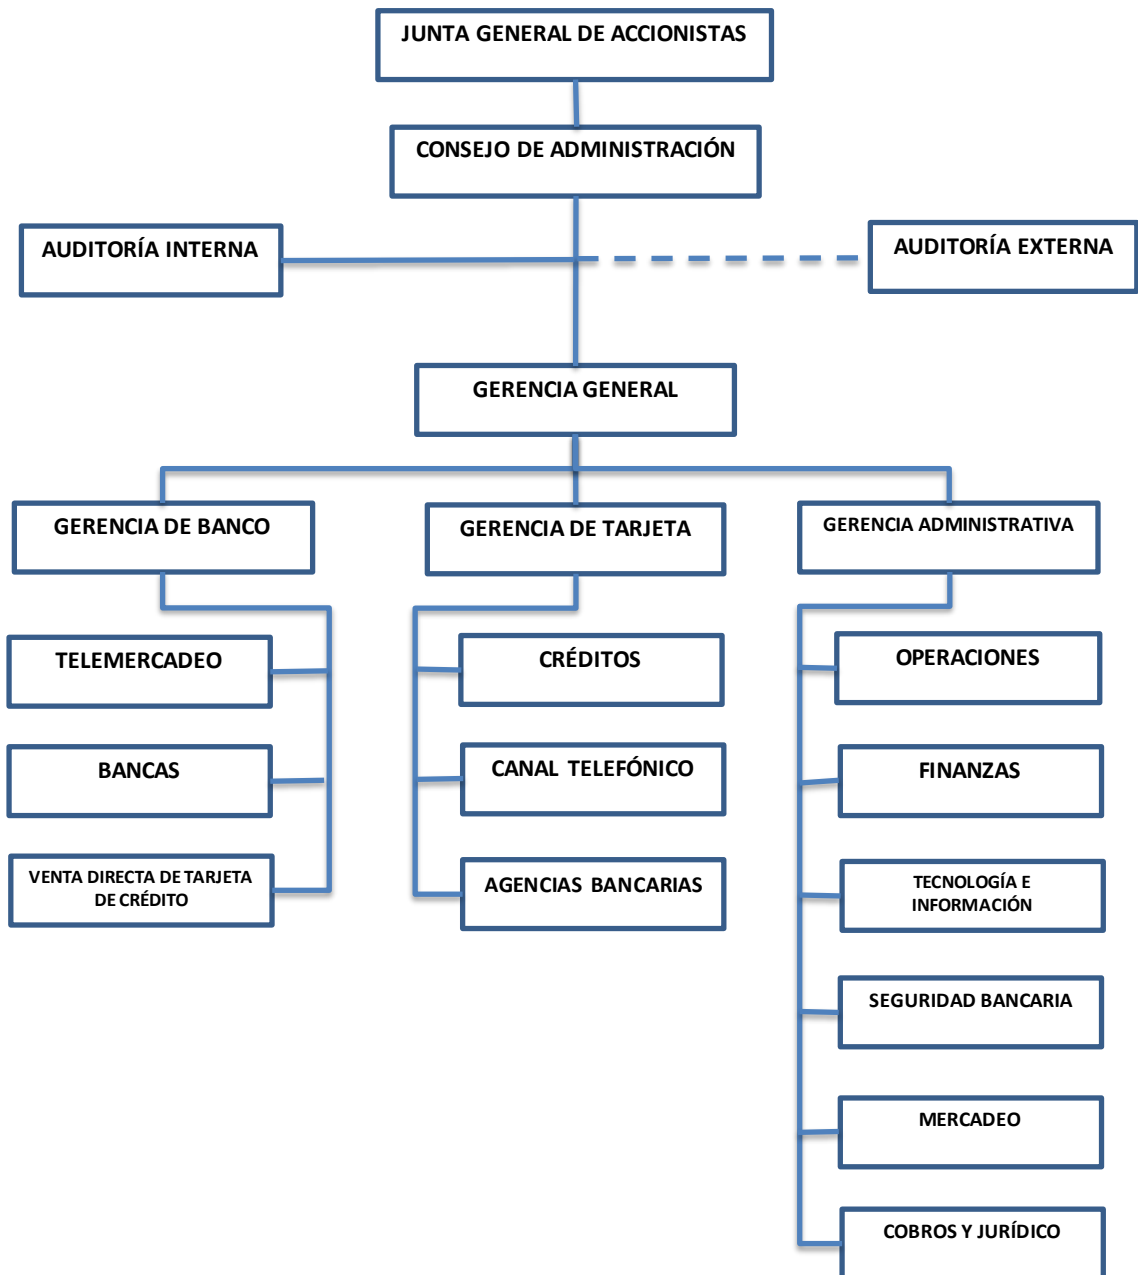 JUNTA GENERAL DE ACCIONISTAS
CONSEJO DE ADMINISTRACIÓN
AUDITORÍA INTERNA
AUDITORÍA EXTERNA
GERENCIA GENERAL
GERENCIA DE BANCO
GERENCIA DE TARJETA
GERENCIA ADMINISTRATIVA
TELEMERCADEO
BANCAS
VENTA DIRECTA DE TARJETA
DE CRÉDITO
CRÉDITOS
CANAL TELEFÓNICO
AGENCIAS BANCARIAS
OPERACIONES
FINANZAS
TECNOLOGÍA E
INFORMACIÓN
SEGURIDAD BANCARIA
MERCADEO
COBROS Y JURÍDICO